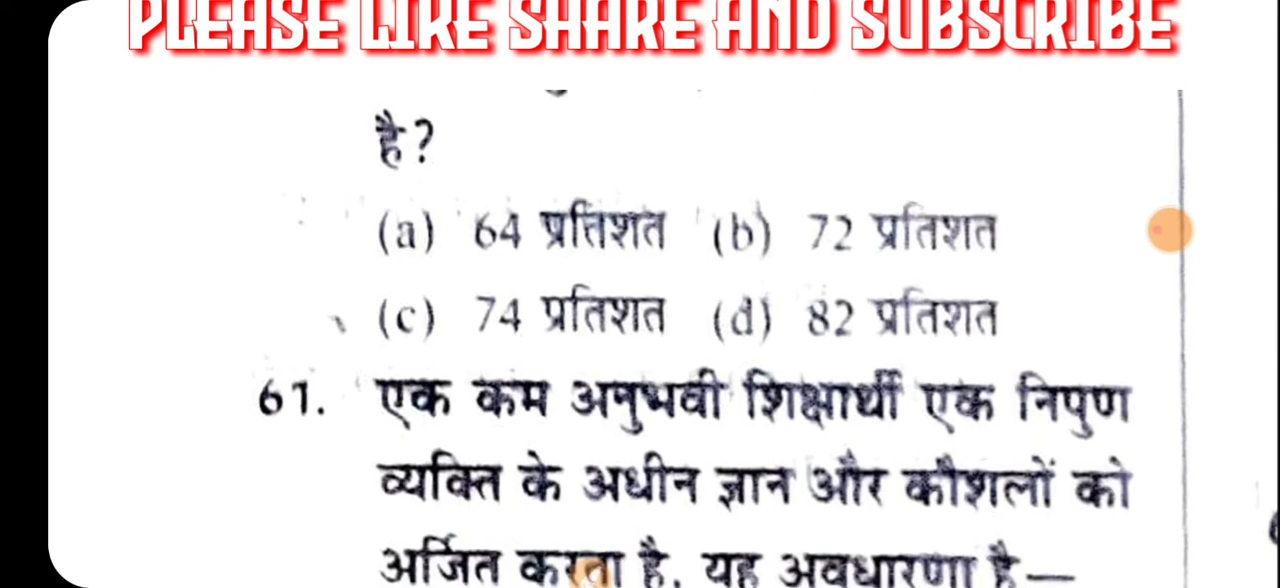 PLEASE LIKE SHARE AND SUBSCRIBE
है?
(a) 64 प्रतिशत (b) 72 प्रतिशत
(c) 74 प्रतिशत (d) 82 प्रतिशत
61. एक कम अनुभवी शिक्षार्थी एक निपुण
व्यक्ति के अधीन ज्ञान और कौशलों को
अर्जित करता है, यह अवधारणा है—